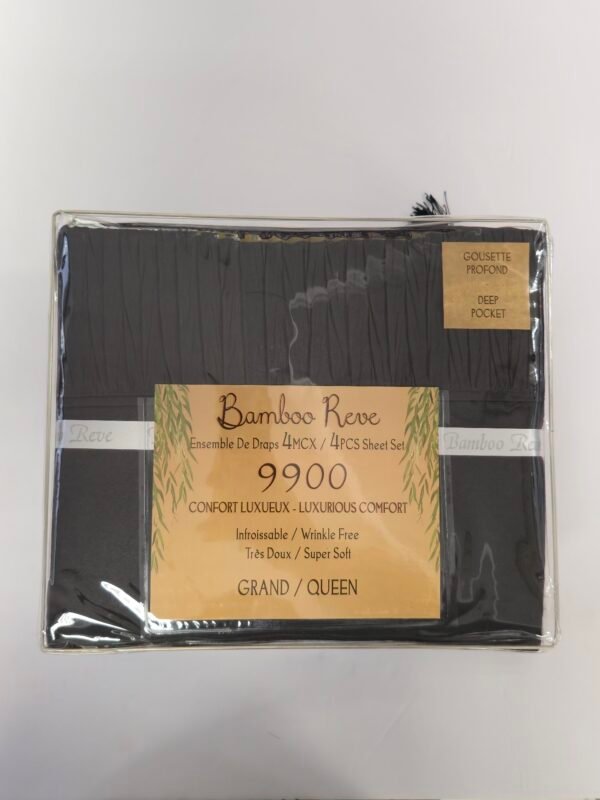 GOUSETTE
PROFOND
DEEP
POCKET
Bamboo Reve
Ensemble De Draps 4MCX / 4PCS Sheet Set
9900
CONFORT LUXUEUX - LUXURIOUS COMFORT
Infroissable / Wrinkle Free
Très Doux / Super Soft
GRAND / QUEEN
Reve
Bamboo Re